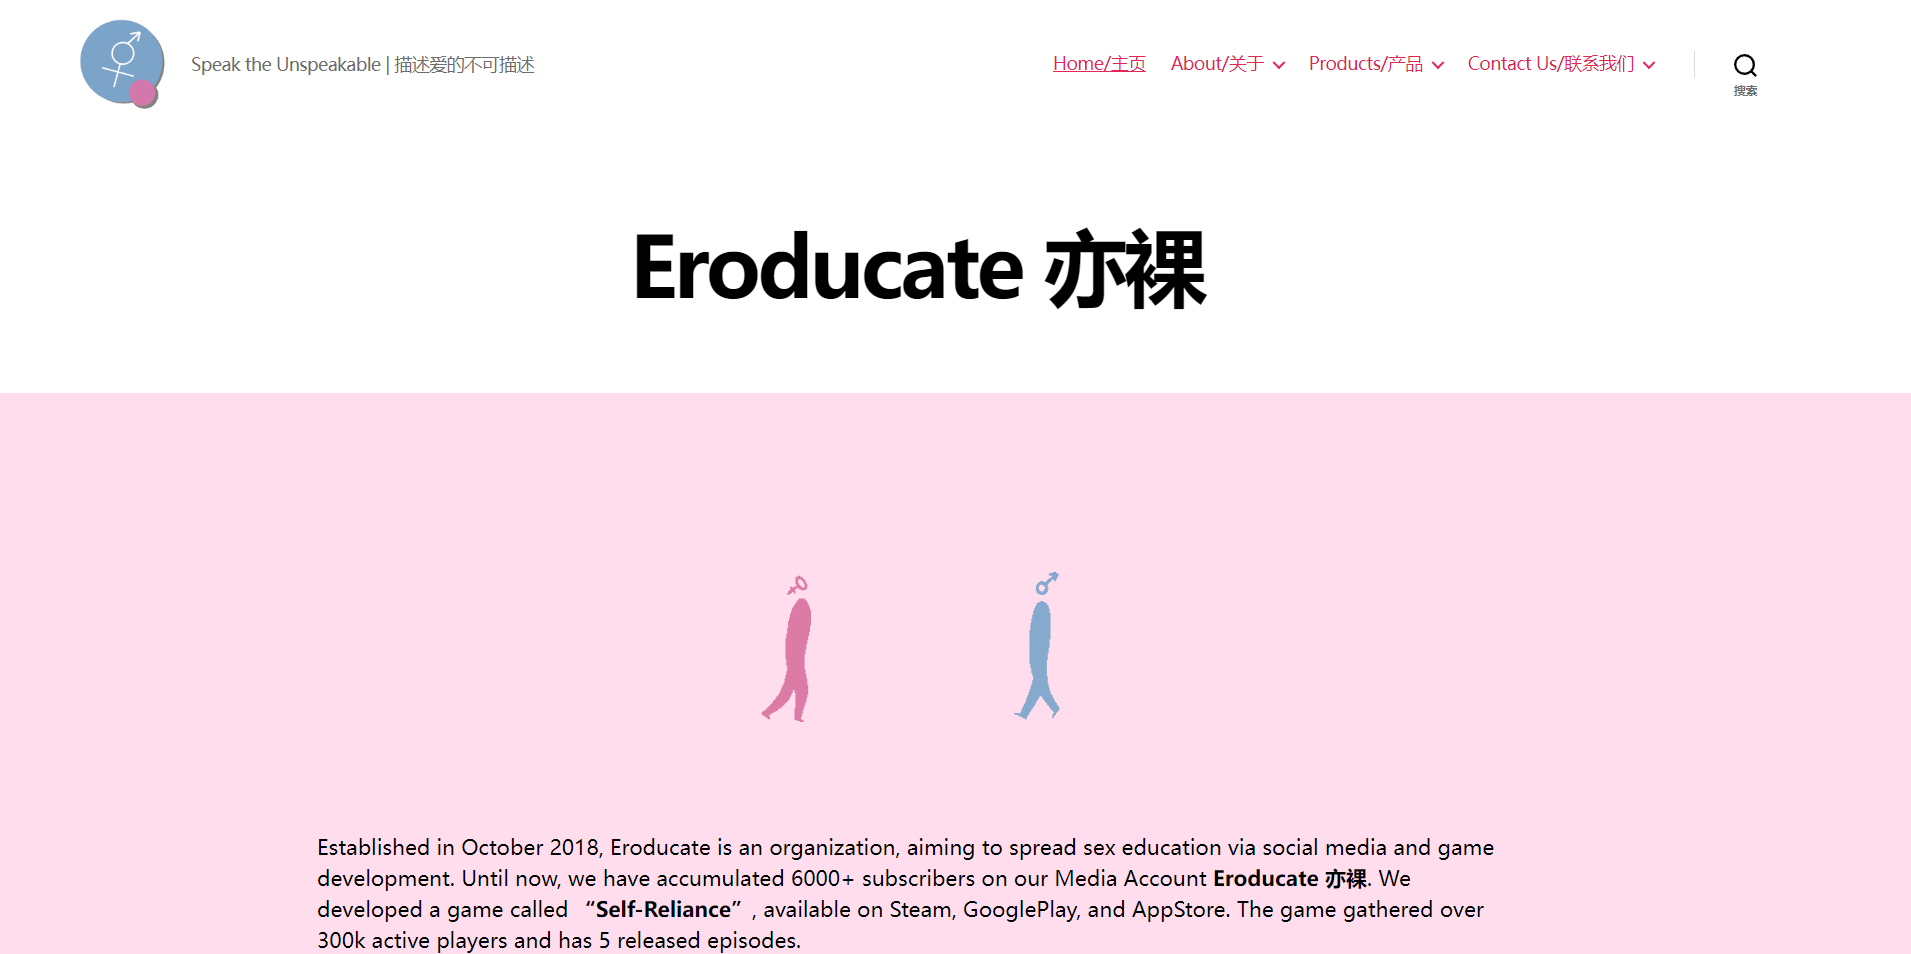 Speak the Unspeakable | 描述爱的不可描述
Home/主页
About/关于
Products/产品
Contact Us/联系我们
搜索
Eroducate 亦裸
Established in October 2018, Eroducate is an organization, aiming to spread sex education via social media and game
development. Until now, we have accumulated 6000+ subscribers on our Media Account Eroducate 亦裸. We
developed a game called “Self-Reliance”, available on Steam, GooglePlay, and AppStore. The game gathered over
300k active players and has 5 released episodes.